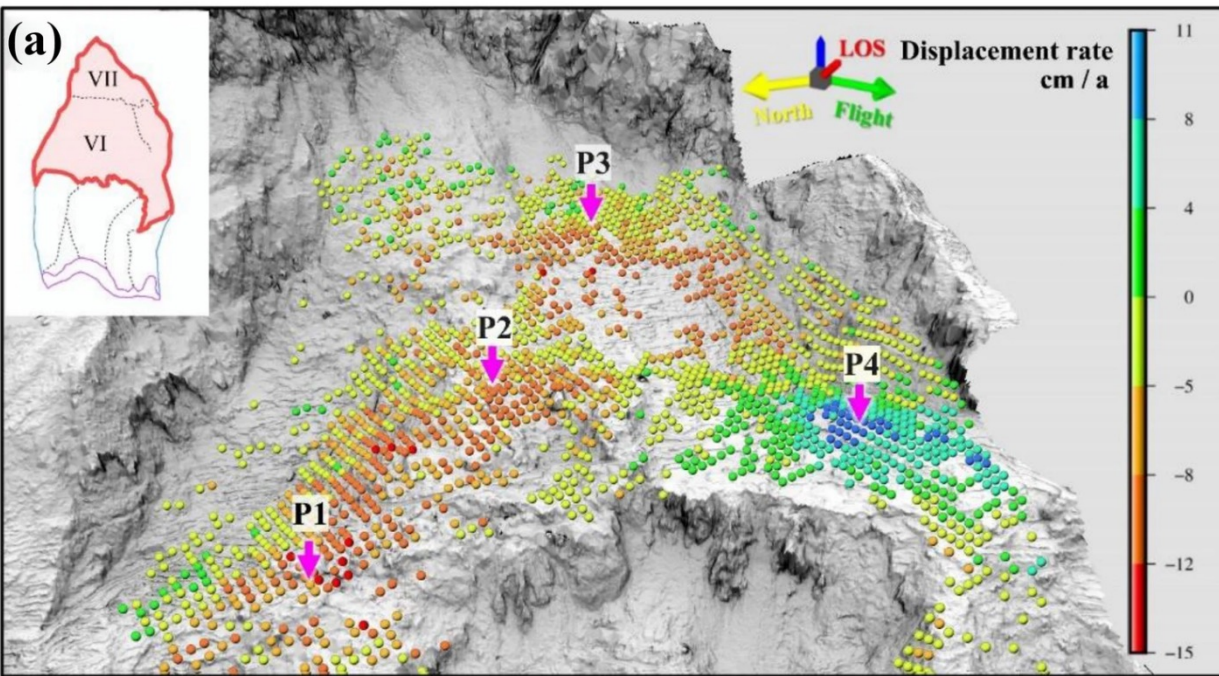 (a)
VII
VI
LOS
North
Flight
Displacement rate
cm / a
11
8
4
0
−5
−8
−12
−15
P3
P2
P4
P1